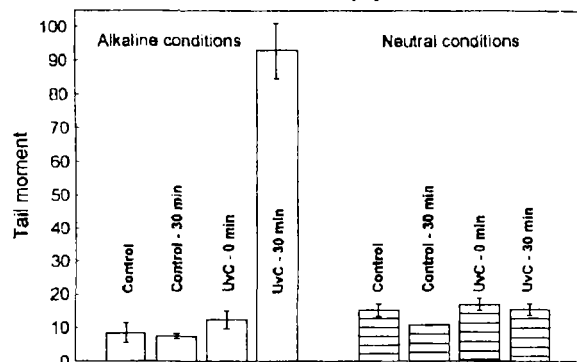 Alkaline conditions
Neutral conditions
Tail moment
100
90
80
70
60
50
40
30
20
10
0
Control
Control - 30 min
UvC - 0 min
UvC - 30 min
Control
Control - 30 min
UvC - 0 min
UvC - 30 min